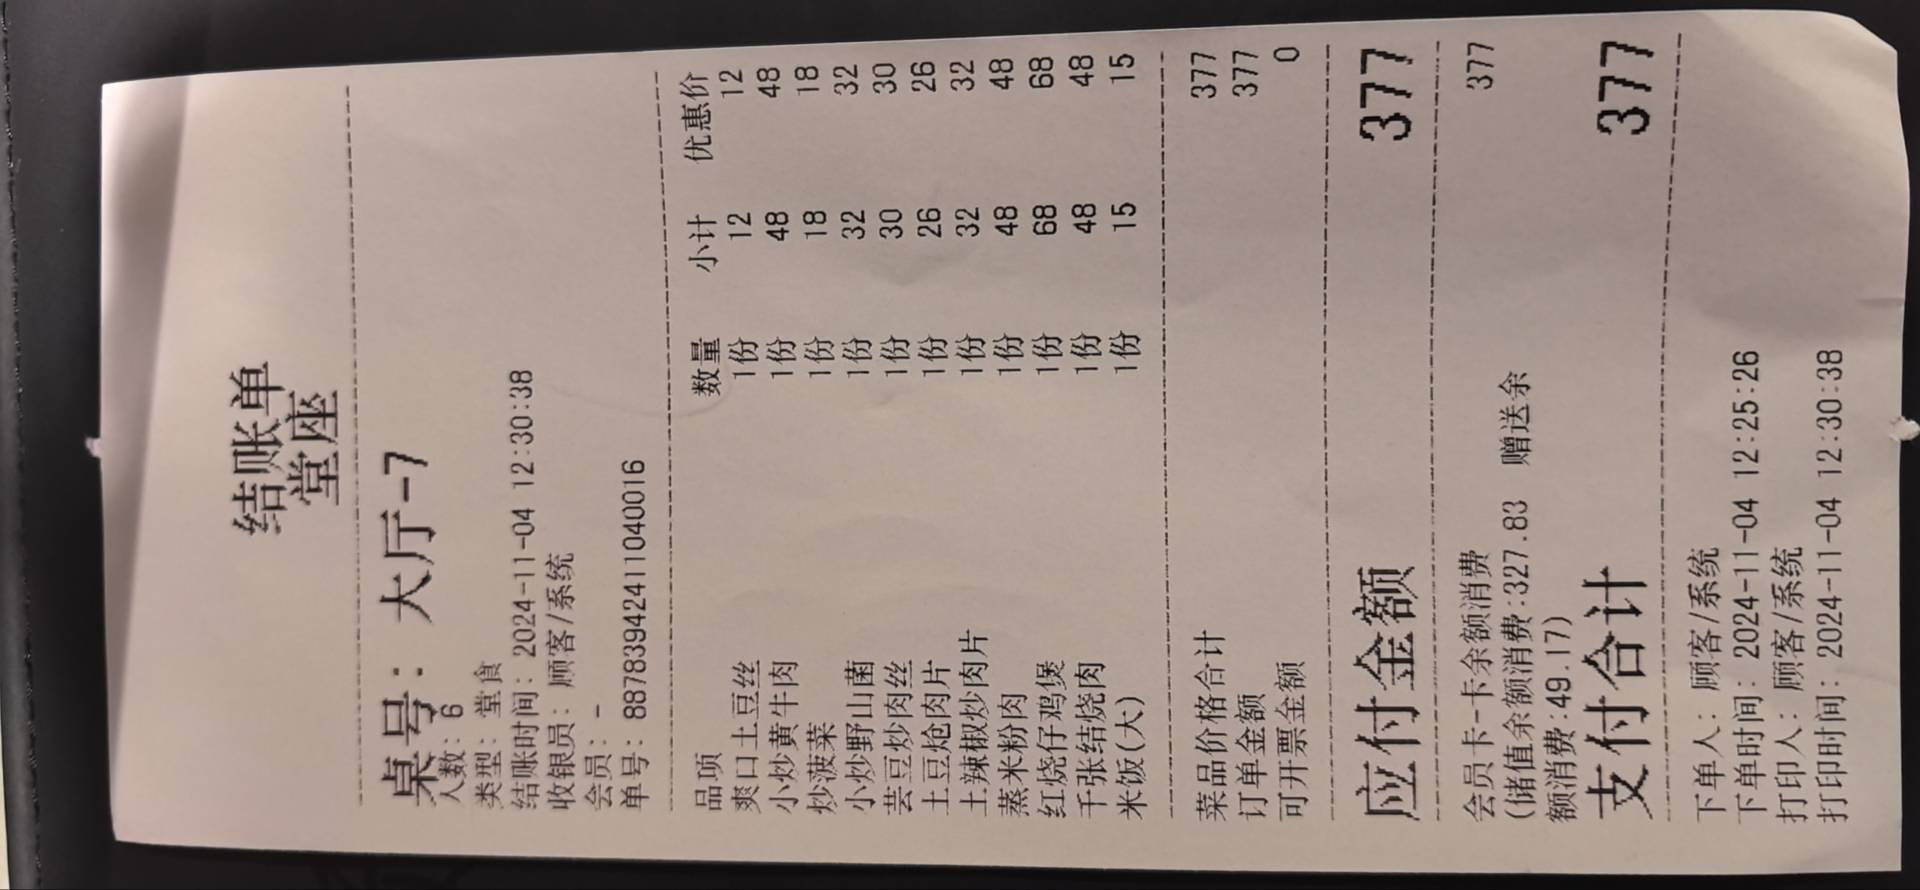 结账单
堂座
桌号: 大厅-7
人数: 6
类型: 堂食
结账时间: 2024-11-04 12:30:38
收银员: 顾客/系统
会员: -
单号: 88783942411040016
品项 数量 小计 优惠价
爽口土豆丝 1份 12 12
小炒黄牛肉 1份 48 48
炒菠菜 1份 18 18
小炒野山菌 1份 32 32
芸豆炒肉丝 1份 30 30
土豆炝肉片 1份 26 26
土辣椒炒肉片 1份 32 32
蒸米粉肉 1份 48 48
红烧仔鸡煲 1份 68 68
千张结烧肉 1份 48 48
米饭(大) 1份 15 15
菜品价格合计 377
订单金额 377
可开票金额 0
应付金额 377
会员卡-卡余额消费 377
(储值余额消费:327.83 赠送余
额消费:49.17)
支付合计 377
下单人: 顾客/系统
下单时间: 2024-11-04 12:25:26
打印人: 顾客/系统
打印时间: 2024-11-04 12:30:38